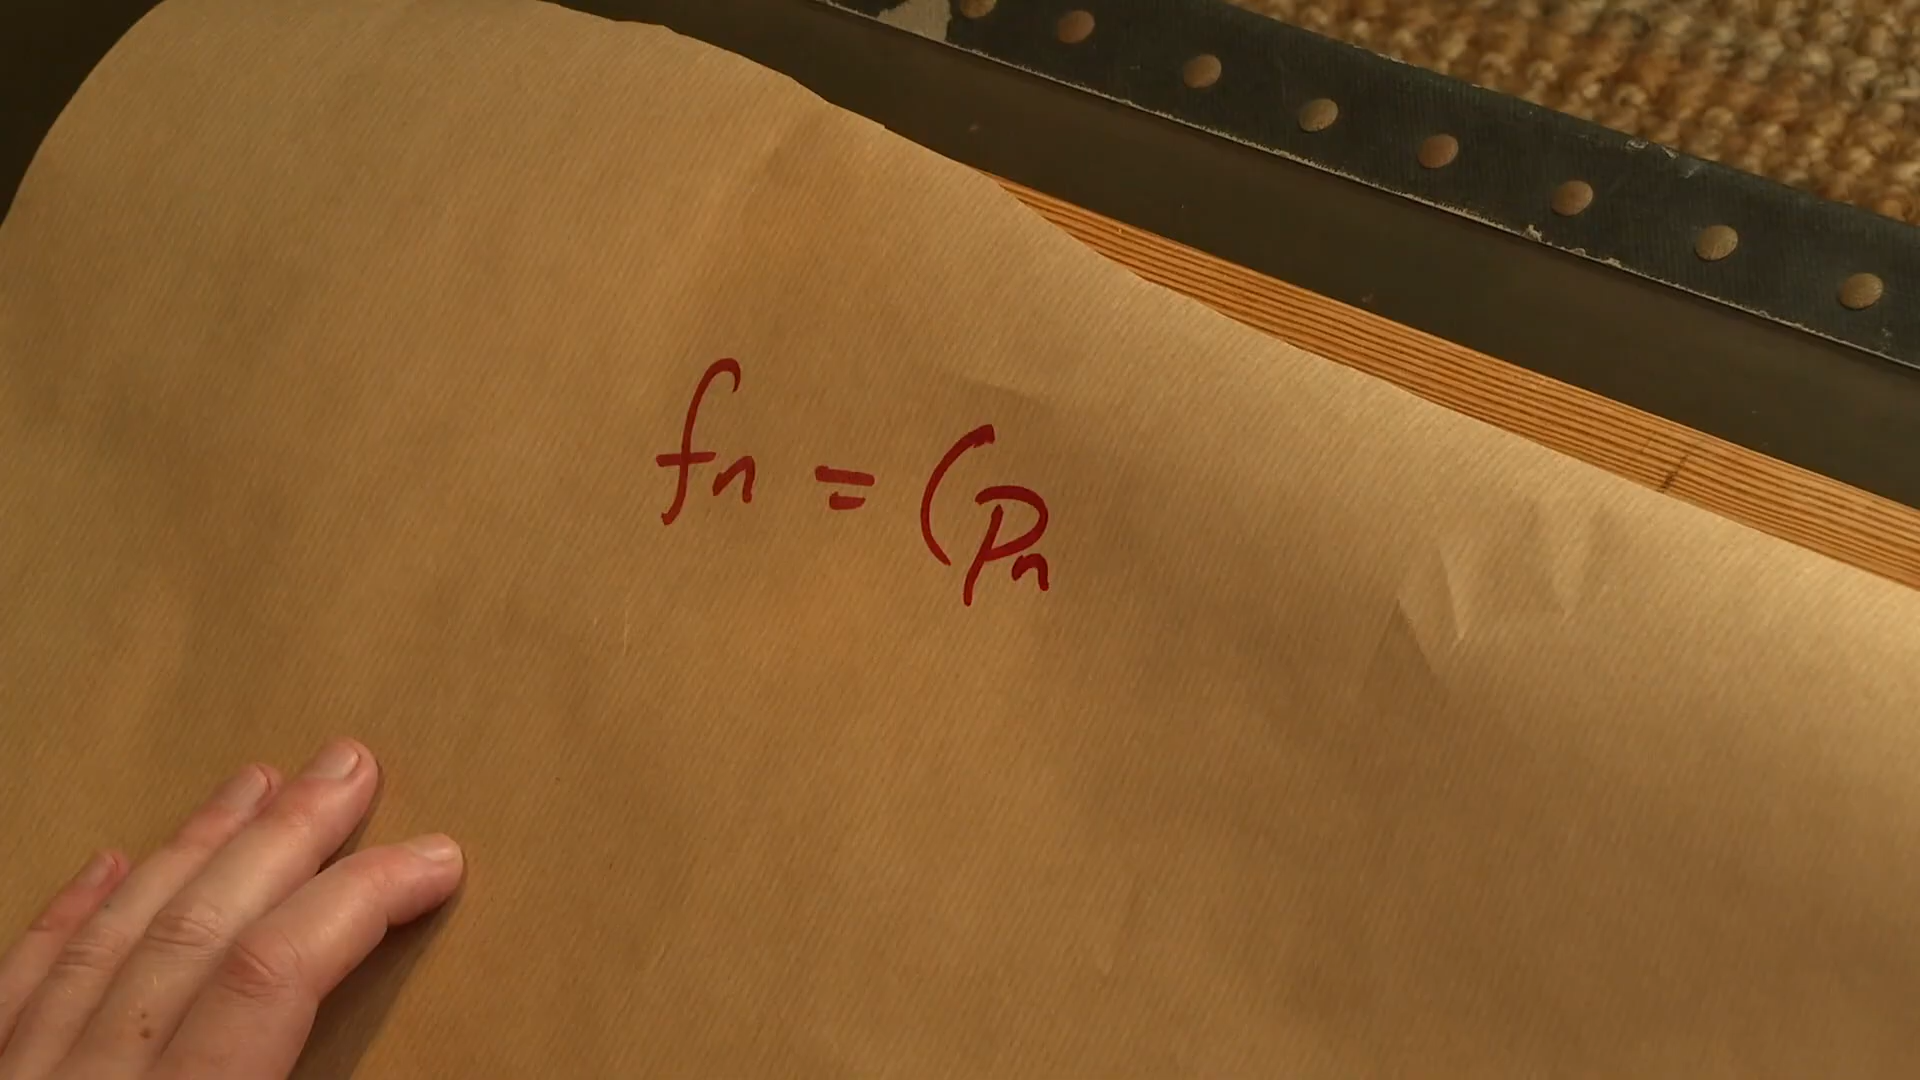 fn = (pn